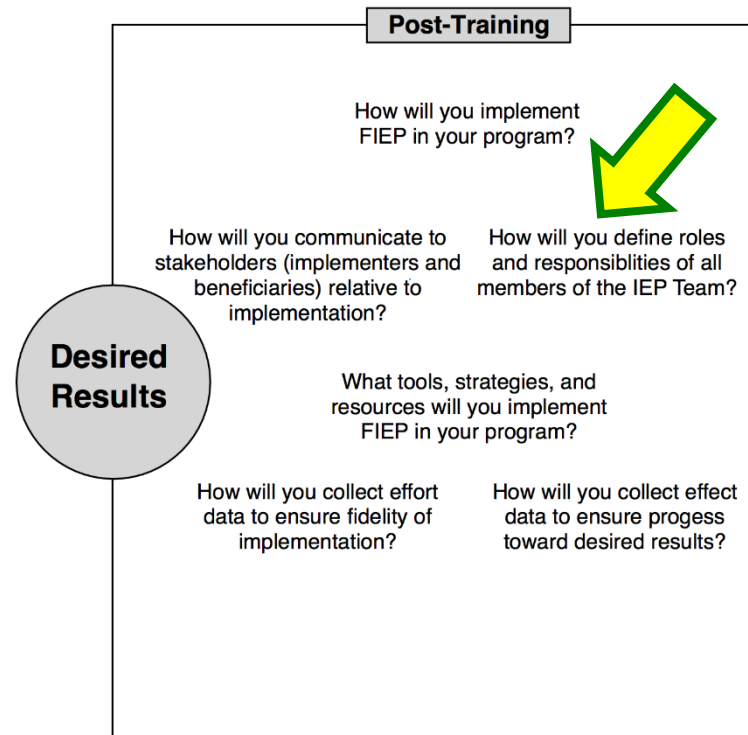 Post-Training
How will you implement
FIEP in your program?
How will you communicate to
stakeholders (implementers and
beneficiaries) relative to
implementation?
How will you define roles
and responsiblities of all
members of the IEP Team?
Desired
Results
What tools, strategies, and
resources will you implement
FIEP in your program?
How will you collect effort
data to ensure fidelity of
implementation?
How will you collect effect
data to ensure progess
toward desired results?